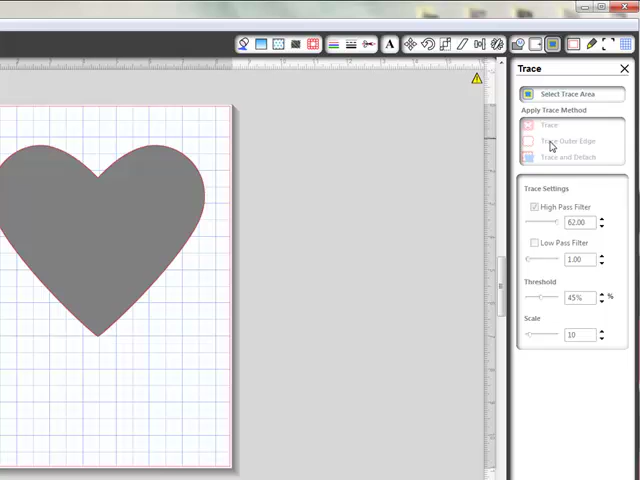 A
Trace
Select Trace Area
Apply Trace Method
Trace
Trace Outer Edge
Trace and Detach
Trace Settings
High Pass Filter
62.00
Low Pass Filter
1.00
Threshold
45% %
Scale
10